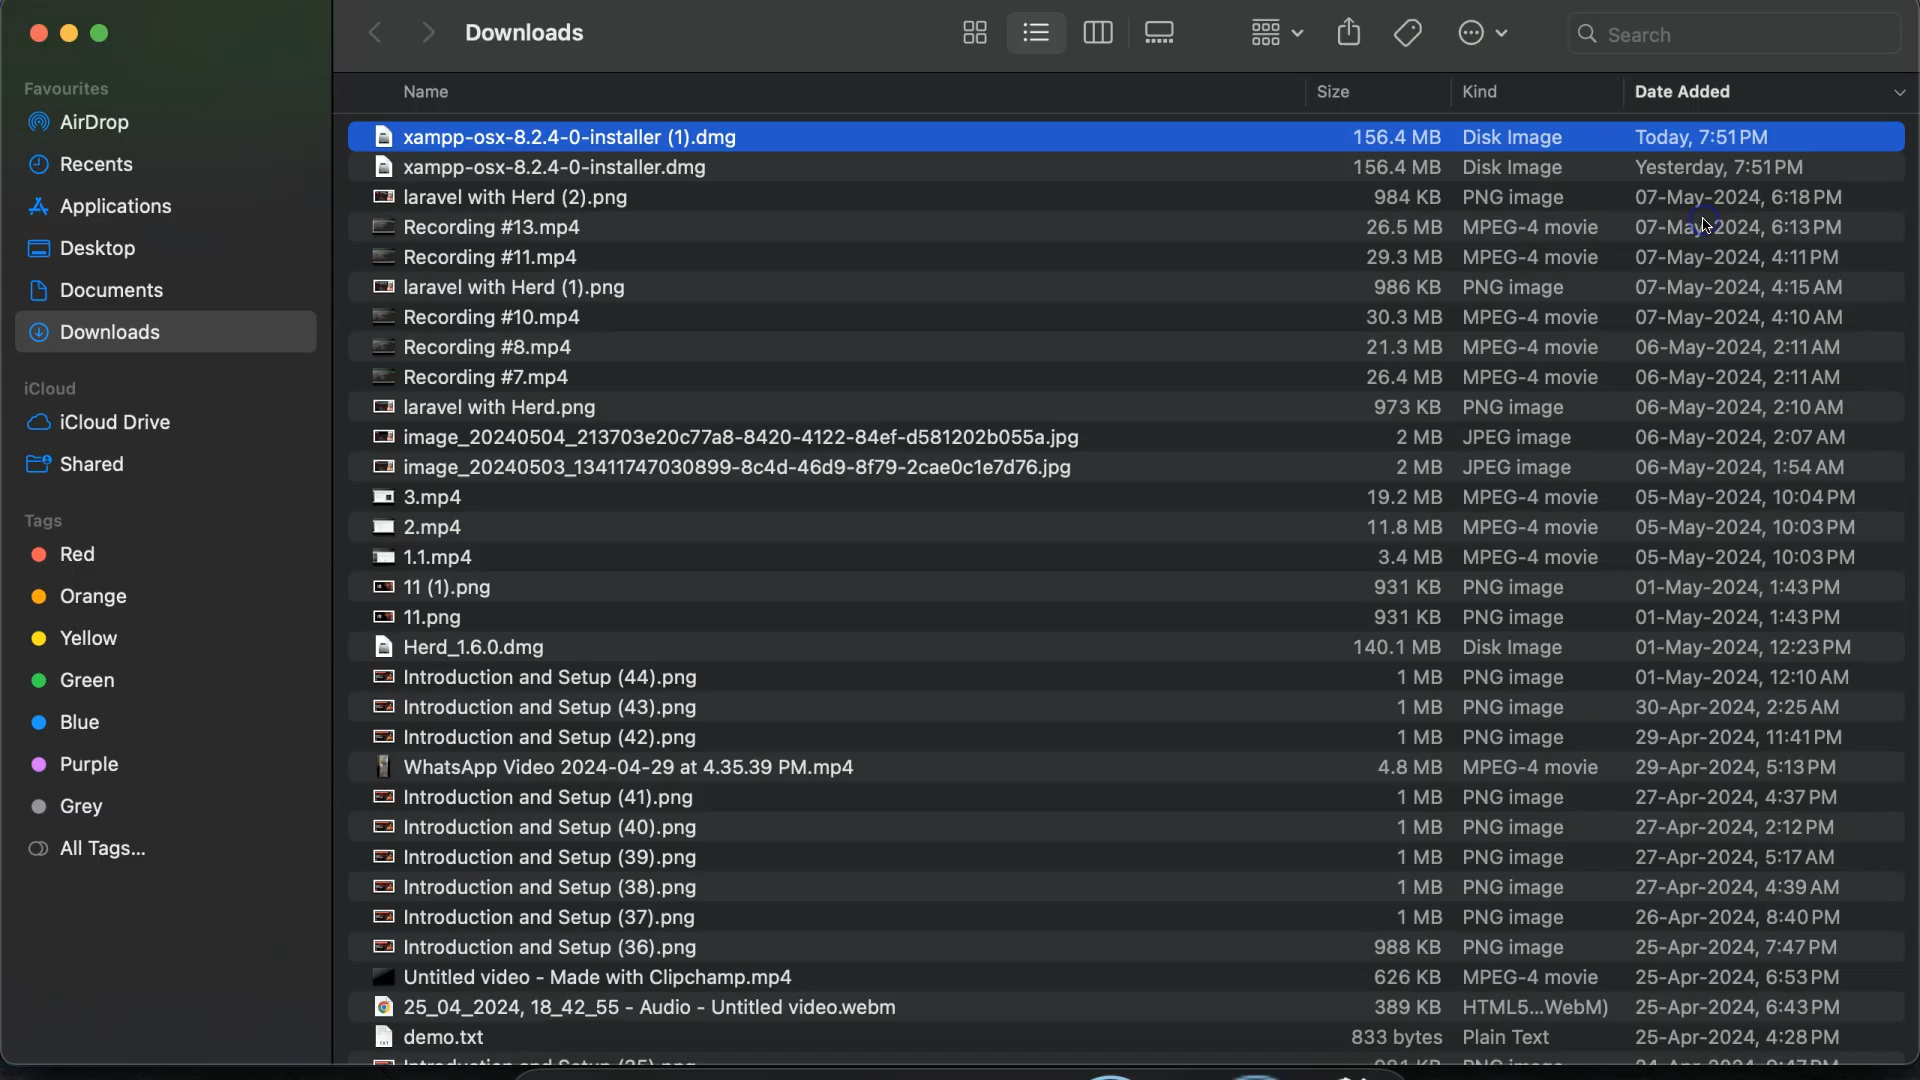 Downloads
Search
Favourites
AirDrop
Recents
Applications
Desktop
Documents
Downloads
iCloud
iCloud Drive
Shared
Tags
Red
Orange
Yellow
Green
Blue
Purple
Grey
All Tags...
Name Size Kind Date Added
xampp-osx-8.2.4-0-installer (1).dmg 156.4 MB Disk Image Today, 7:51 PM
xampp-osx-8.2.4-0-installer.dmg 156.4 MB Disk Image Yesterday, 7:51 PM
laravel with Herd (2).png 984 KB PNG image 07-May-2024, 6:18 PM
Recording #13.mp4 26.5 MB MPEG-4 movie 07-May-2024, 6:13 PM
Recording #11.mp4 29.3 MB MPEG-4 movie 07-May-2024, 4:11 PM
laravel with Herd (1).png 986 KB PNG image 07-May-2024, 4:15 AM
Recording #10.mp4 30.3 MB MPEG-4 movie 07-May-2024, 4:10 AM
Recording #8.mp4 21.3 MB MPEG-4 movie 06-May-2024, 2:11 AM
Recording #7.mp4 26.4 MB MPEG-4 movie 06-May-2024, 2:11 AM
laravel with Herd.png 973 KB PNG image 06-May-2024, 2:10 AM
image_20240504_213703e20c77a8-8420-4122-84ef-d581202b055a.jpg 2 MB JPEG image 06-May-2024, 2:07 AM
image_20240503_13411747030899-8c4d-46d9-8f79-2cae0c1e7d76.jpg 2 MB JPEG image 06-May-2024, 1:54 AM
3.mp4 19.2 MB MPEG-4 movie 05-May-2024, 10:04 PM
2.mp4 11.8 MB MPEG-4 movie 05-May-2024, 10:03 PM
1.1.mp4 3.4 MB MPEG-4 movie 05-May-2024, 10:03 PM
11 (1).png 931 KB PNG image 01-May-2024, 1:43 PM
11.png 931 KB PNG image 01-May-2024, 1:43 PM
Herd_1.6.0.dmg 140.1 MB Disk Image 01-May-2024, 12:23 PM
Introduction and Setup (44).png 1 MB PNG image 01-May-2024, 12:10 AM
Introduction and Setup (43).png 1 MB PNG image 30-Apr-2024, 2:25 AM
Introduction and Setup (42).png 1 MB PNG image 29-Apr-2024, 11:41 PM
WhatsApp Video 2024-04-29 at 4.35.39 PM.mp4 4.8 MB MPEG-4 movie 29-Apr-2024, 5:13 PM
Introduction and Setup (41).png 1 MB PNG image 27-Apr-2024, 4:37 PM
Introduction and Setup (40).png 1 MB PNG image 27-Apr-2024, 2:12 PM
Introduction and Setup (39).png 1 MB PNG image 27-Apr-2024, 5:17 AM
Introduction and Setup (38).png 1 MB PNG image 27-Apr-2024, 4:39 AM
Introduction and Setup (37).png 1 MB PNG image 26-Apr-2024, 8:40 PM
Introduction and Setup (36).png 988 KB PNG image 25-Apr-2024, 7:47 PM
Untitled video - Made with Clipchamp.mp4 626 KB MPEG-4 movie 25-Apr-2024, 6:53 PM
25_04_2024, 18_42_55 - Audio - Untitled video.webm 389 KB HTML5...WebM) 25-Apr-2024, 6:43 PM
demo.txt 833 bytes Plain Text 25-Apr-2024, 4:28 PM